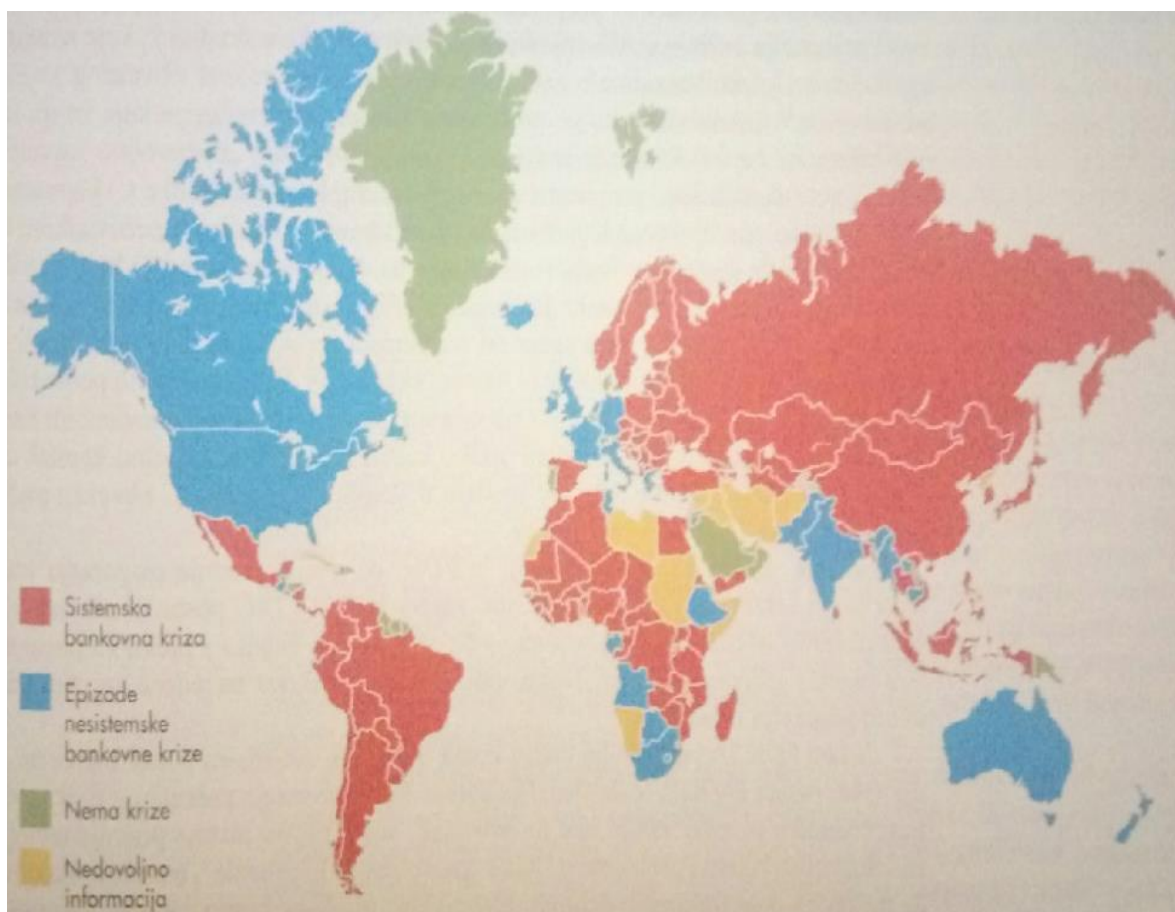 Sistemska
bankovna kriza
Epizode
nesistemske
bankovne krize
Nema krize
Nedovoljno
informacija